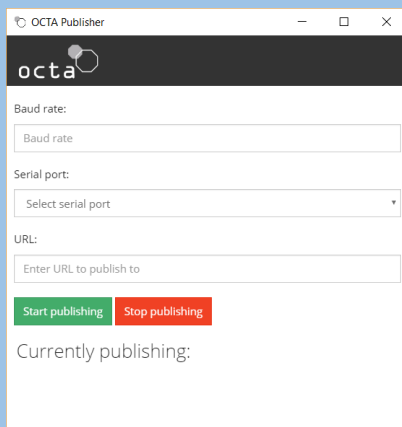 OCTA Publisher
octa
Baud rate:
Baud rate
Serial port:
Select serial port
URL:
Enter URL to publish to
Start publishing Stop publishing
Currently publishing: